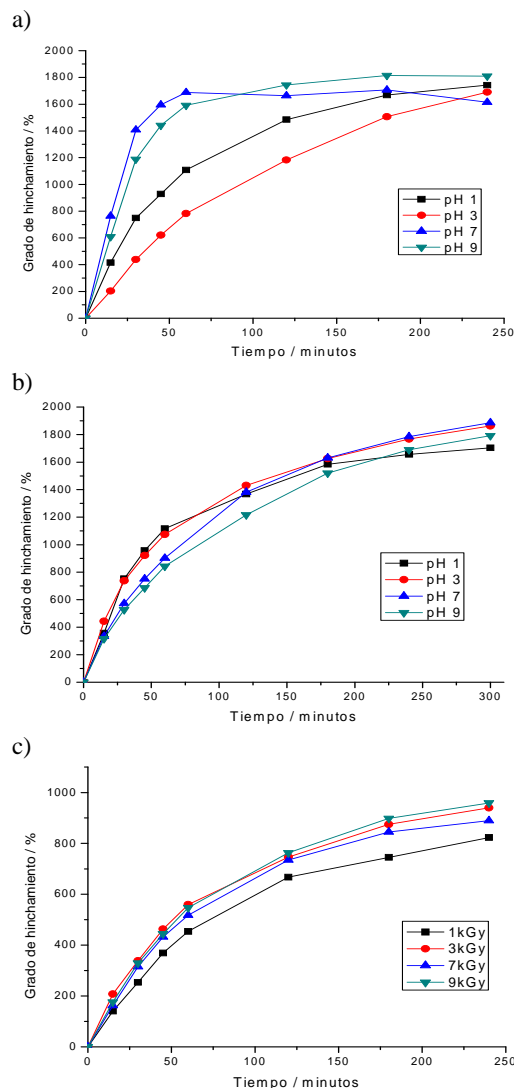 a)
2000
1800
1600
1400
1200
1000
800
600
400
200
0
Grado de hinchamiento / %
pH 1
pH 3
pH 7
pH 9
0 50 100 150 200 250
Tiempo / minutos
b)
2000
1800
1600
1400
1200
1000
800
600
400
200
0
Grado de hinchamiento / %
pH 1
pH 3
pH 7
pH 9
0 50 100 150 200 250 300
Tiempo / minutos
c)
1000
800
600
400
200
0
Grado de hinchamiento / %
1kGy
3kGy
7kGy
9kGy
0 50 100 150 200 250
Tiempo / minutos